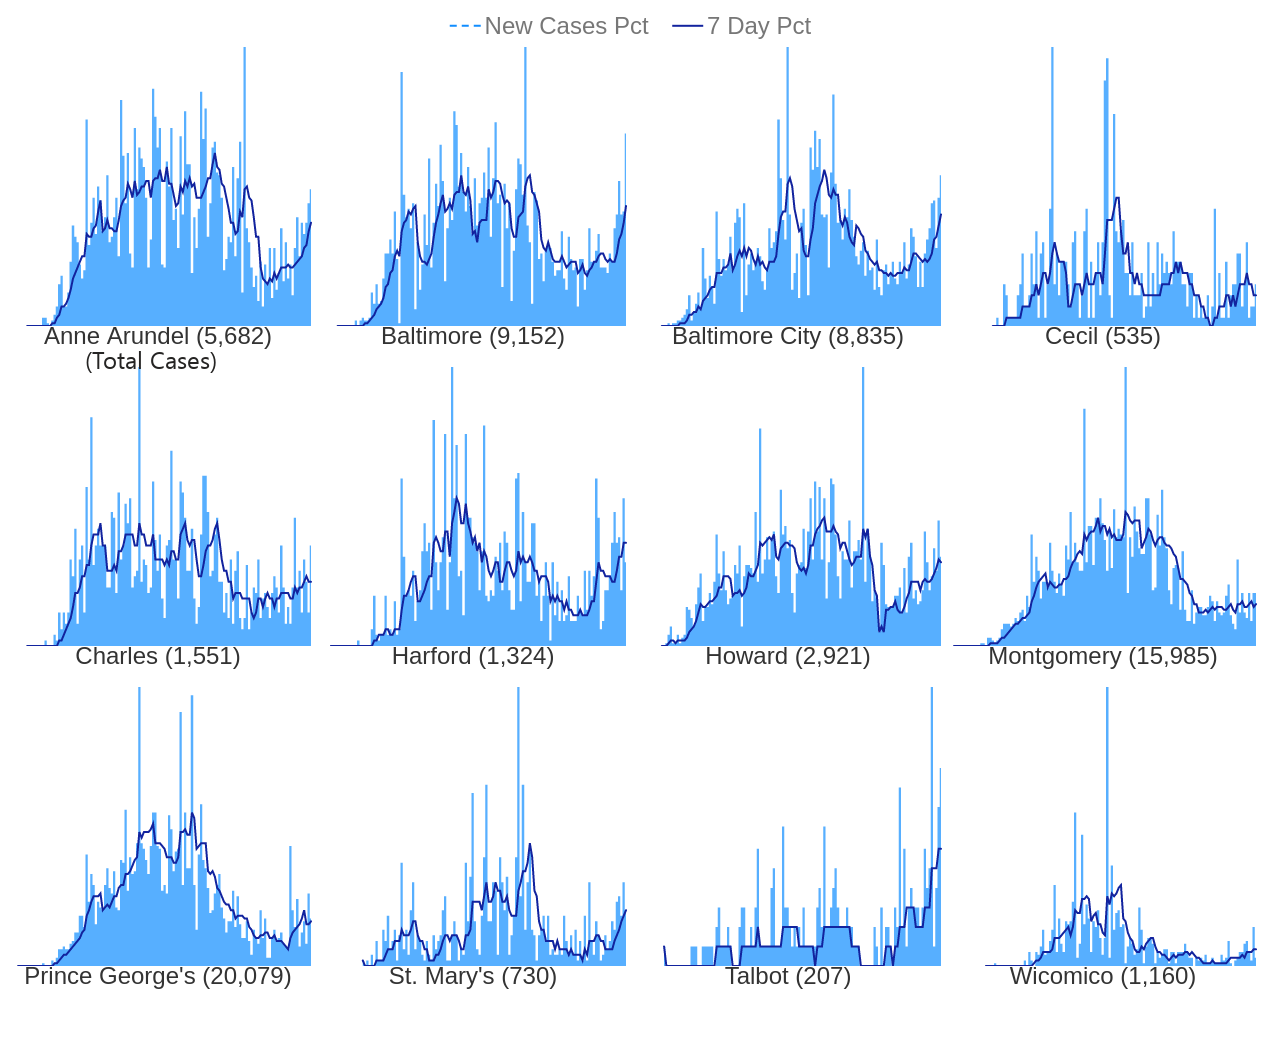 New Cases Pct 7 Day Pct
Anne Arundel (5,682) Baltimore (9,152) Baltimore City (8,835) Cecil (535)
(Total Cases)
Charles (1,551) Harford (1,324) Howard (2,921) Montgomery (15,985)
Prince George's (20,079) St. Mary's (730) Talbot (207) Wicomico (1,160)